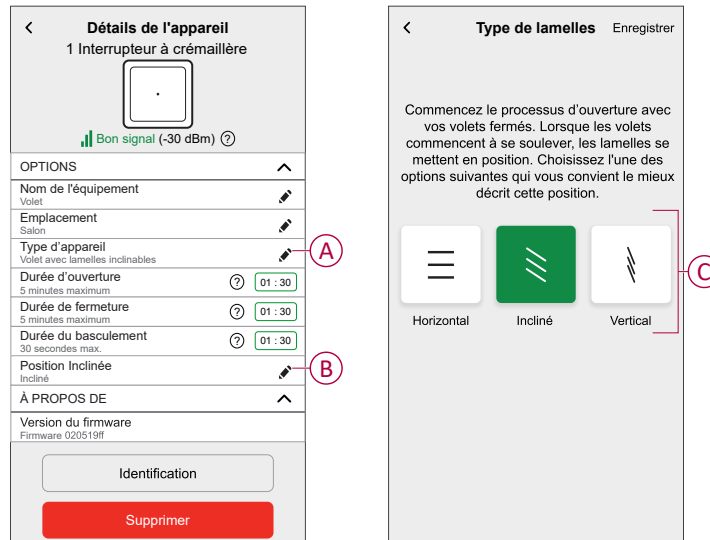 Détails de l'appareil
1 Interrupteur à crémaillère
Bon signal (-30 dBm) ?
OPTIONS
Nom de l'équipement
Volet
Emplacement
Salon
Type d'appareil
Volet avec lamelles inclinables
A
Durée d'ouverture
5 minutes maximum
? 01 : 30
Durée de fermeture
5 minutes maximum
? 01 : 30
Durée du basculement
30 secondes max.
? 01 : 30
Position Inclinée
Incliné
B
À PROPOS DE
Version du firmware
Firmware 020519ff
Identification
Supprimer
Type de lamelles Enregistrer
Commencez le processus d'ouverture avec
vos volets fermés. Lorsque les volets
commencent à se soulever, les lamelles se
mettent en position. Choisissez l'une des
options suivantes qui vous convient le mieux
décrit cette position.
C
Horizontal Incliné Vertical